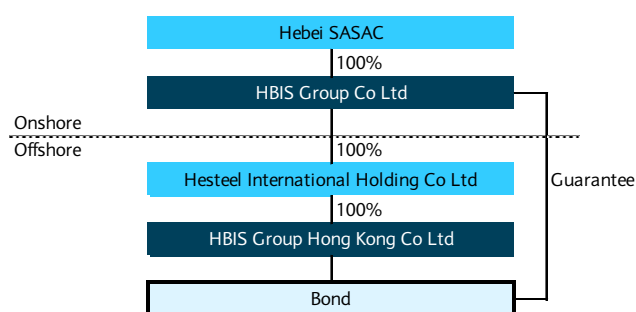 Hebei SASAC
100%
HBIS Group Co Ltd
Onshore
Offshore
100%
Hesteel International Holding Co Ltd
Guarantee
100%
HBIS Group Hong Kong Co Ltd
Bond